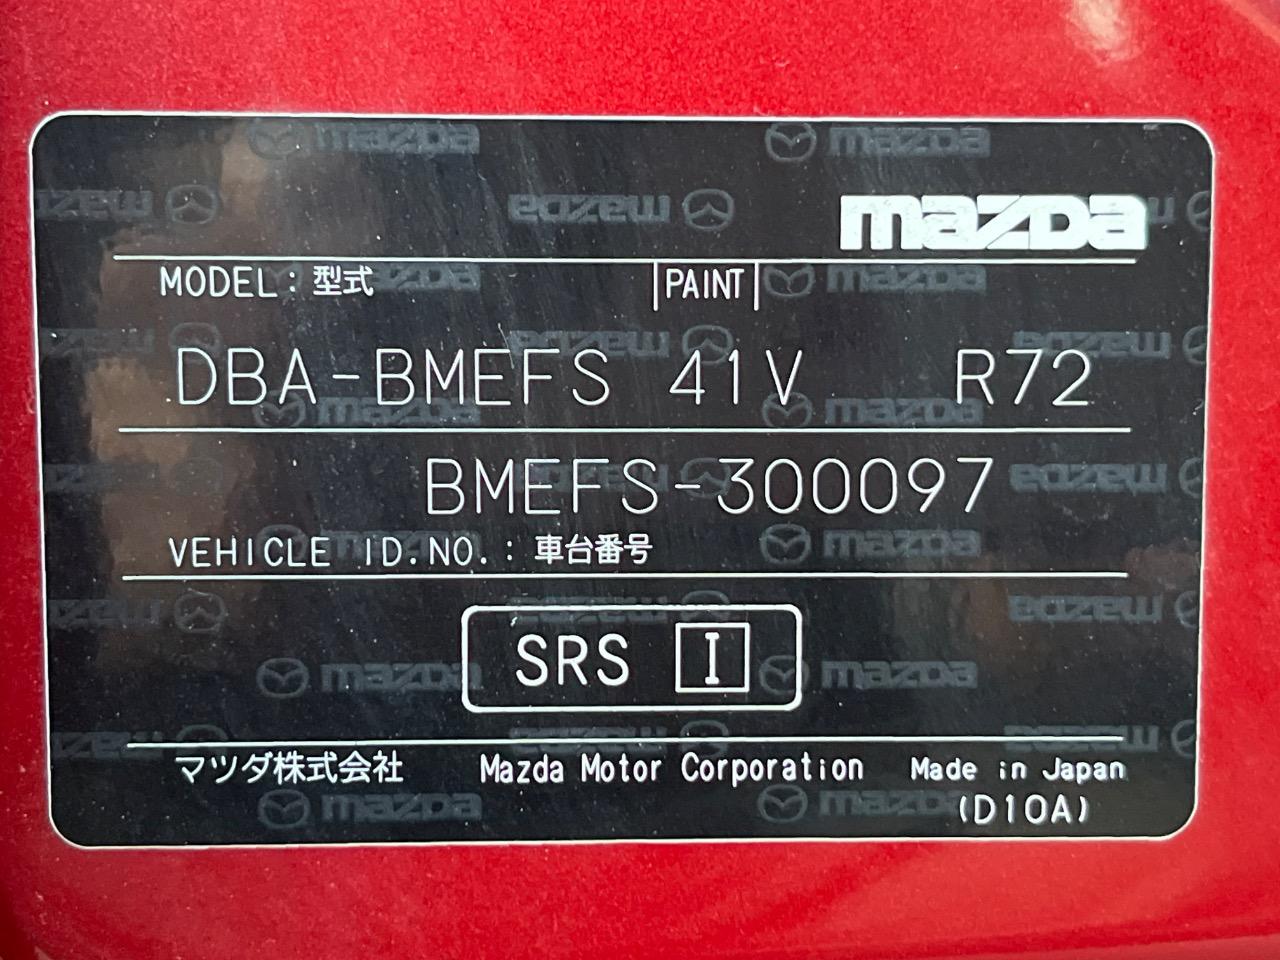 mazda
MODEL : 型式 PAINT
DBA-BMEFS 41V R72
BMEFS-300097
VEHICLE ID.NO. : 車台番号
SRS I
マツダ株式会社 Mazda Motor Corporation Made in Japan
(D10A)